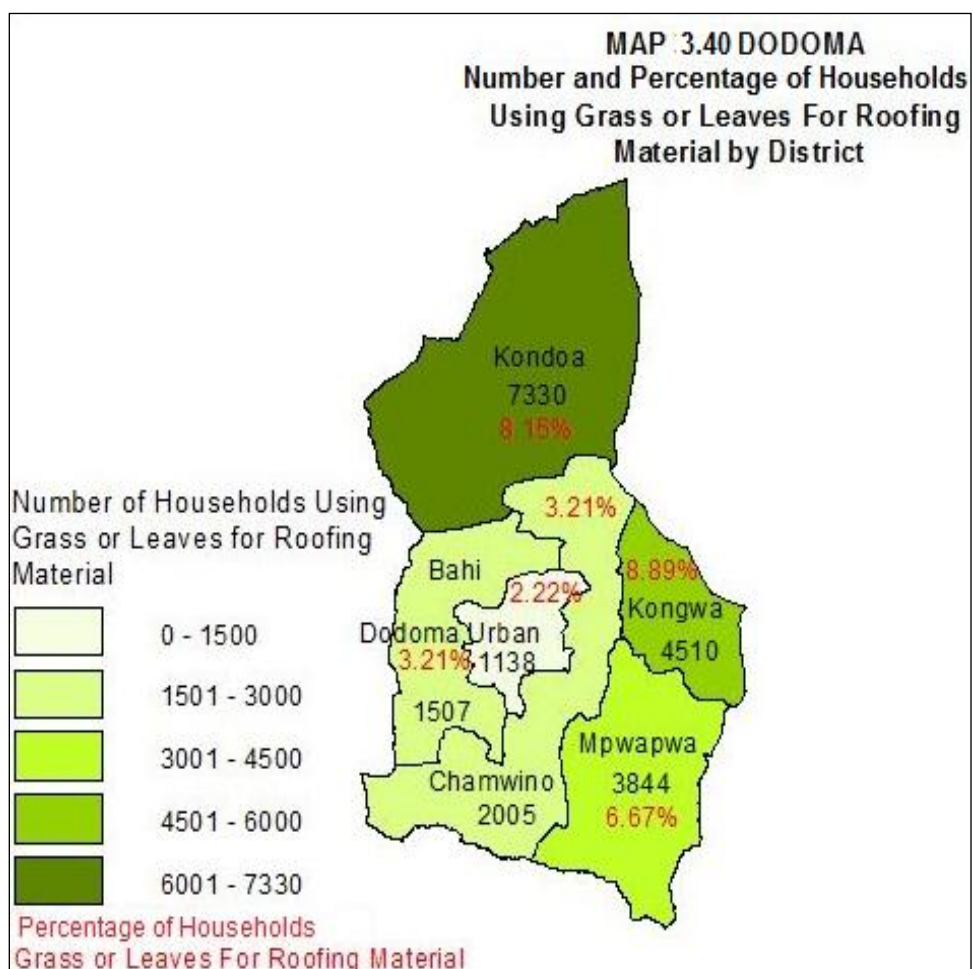 MAP 3.40 DODOMA
Number and Percentage of Households
Using Grass or Leaves For Roofing
Material by District
Kondoa
7330
8.15%
3.21%
Bahi
2.22%
8.89%
Kongwa
4510
Dodoma Urban
3.21%
1138
1507
Mpwapwa
3844
6.67%
Chamwino
2005
Number of Households Using
Grass or Leaves for Roofing
Material
0 - 1500
1501 - 3000
3001 - 4500
4501 - 6000
6001 - 7330
Percentage of Households
Grass or Leaves For Roofing Material